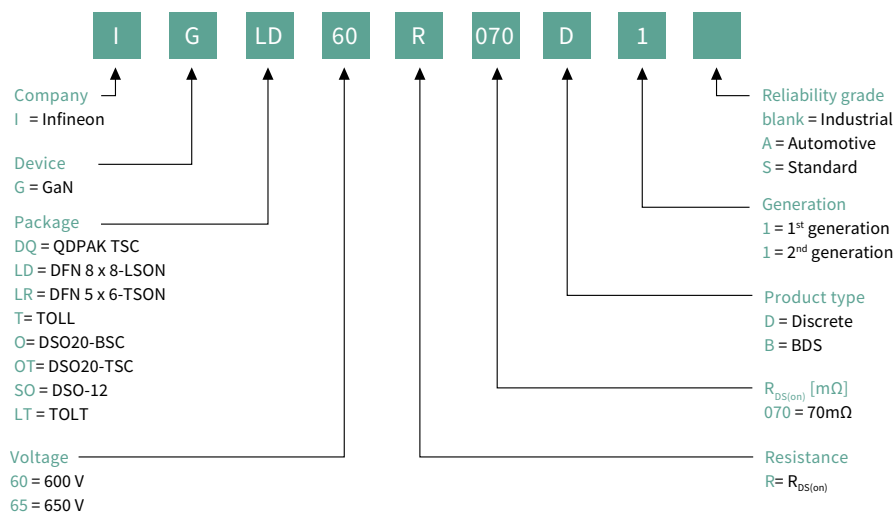 I G LD 60 R 070 D 1
Company
I = Infineon
Device
G = GaN
Package
DQ = QDPAK TSC
LD = DFN 8 x 8-LSON
LR = DFN 5 x 6-TSON
T= TOLL
O= DSO20-BSC
OT= DSO20-TSC
SO = DSO-12
LT = TOLT
Voltage
60 = 600 V
65 = 650 V
Reliability grade
blank = Industrial
A = Automotive
S = Standard
Generation
1 = 1st generation
1 = 2nd generation
Product type
D = Discrete
B = BDS
RDS(on) [mΩ]
070 = 70mΩ
Resistance
R= RDS(on)